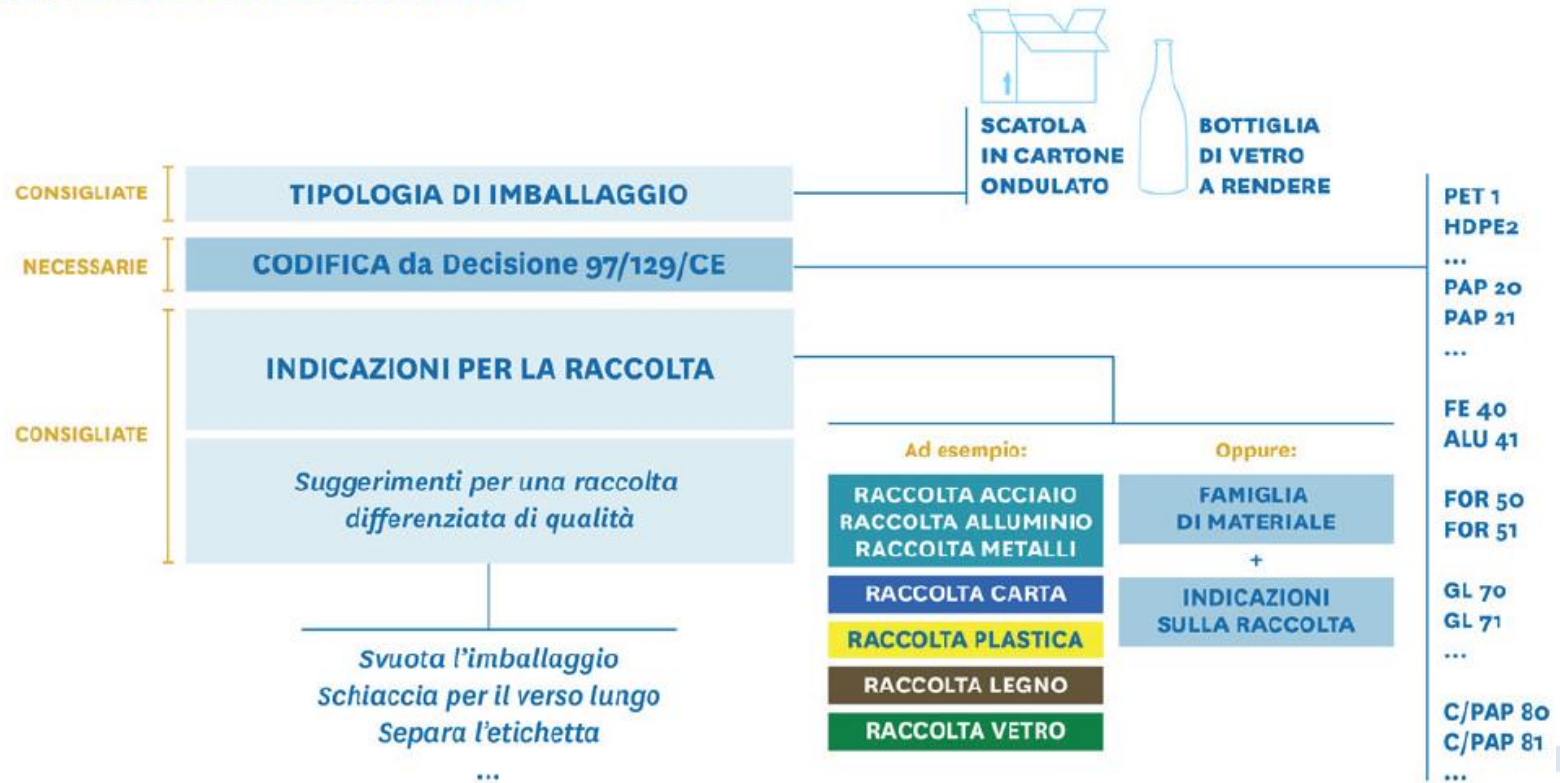 SCATOLA
IN CARTONE
ONDULATO
BOTTIGLIA
DI VETRO
A RENDERE
CONSIGLIATE
TIPOLOGIA DI IMBALLAGGIO
NECESSARIE
CODIFICA da Decisione 97/129/CE
CONSIGLIATE
INDICAZIONI PER LA RACCOLTA
Suggerimenti per una raccolta
differenziata di qualità
Svuota l'imballaggio
Schiaccia per il verso lungo
Separa l'etichetta
...
Ad esempio:
RACCOLTA ACCIAIO
RACCOLTA ALLUMINIO
RACCOLTA METALLI
RACCOLTA CARTA
RACCOLTA PLASTICA
RACCOLTA LEGNO
RACCOLTA VETRO
Oppure:
FAMIGLIA
DI MATERIALE
+
INDICAZIONI
SULLA RACCOLTA
PET 1
HDPE2
...
PAP 20
PAP 21
...
FE 40
ALU 41
FOR 50
FOR 51
GL 70
GL 71
...
C/PAP 80
C/PAP 81
...